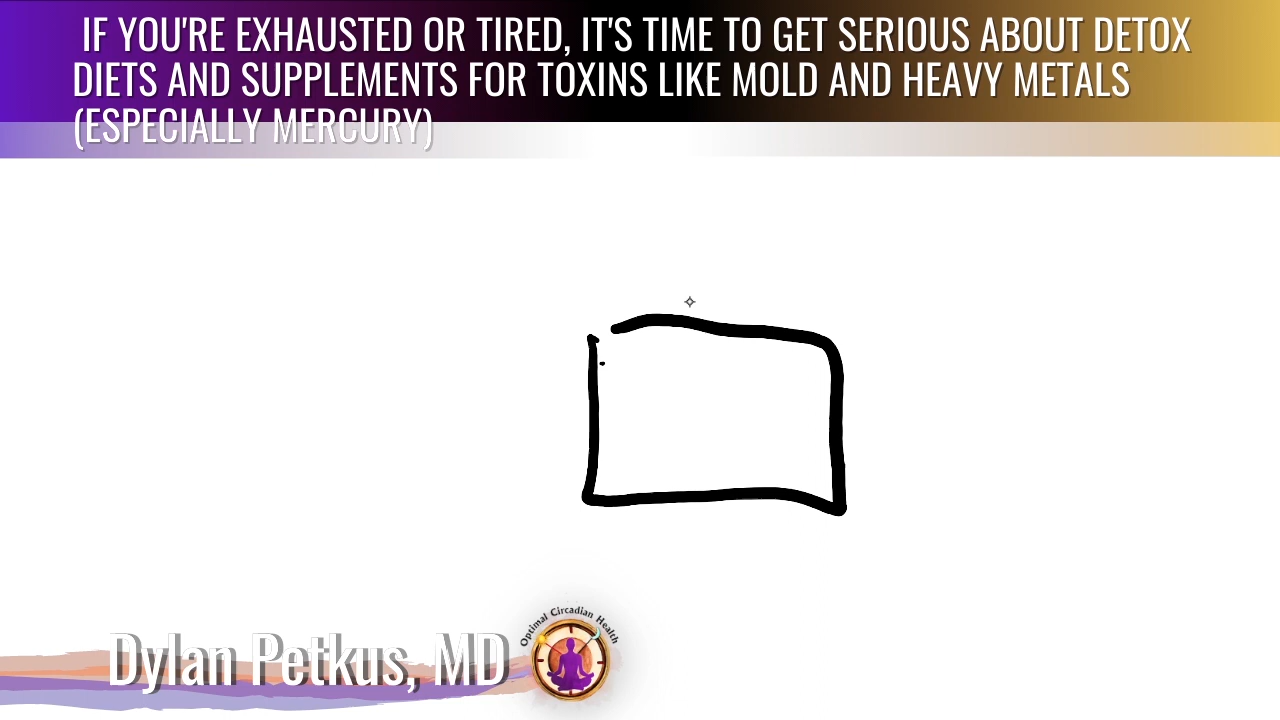 IF YOU'RE EXHAUSTED OR TIRED, IT'S TIME TO GET SERIOUS ABOUT DETOX
DIETS AND SUPPLEMENTS FOR TOXINS LIKE MOLD AND HEAVY METALS
(ESPECIALLY MERCURY)
Optimal Circadian Health
Dylan Petkus, MD